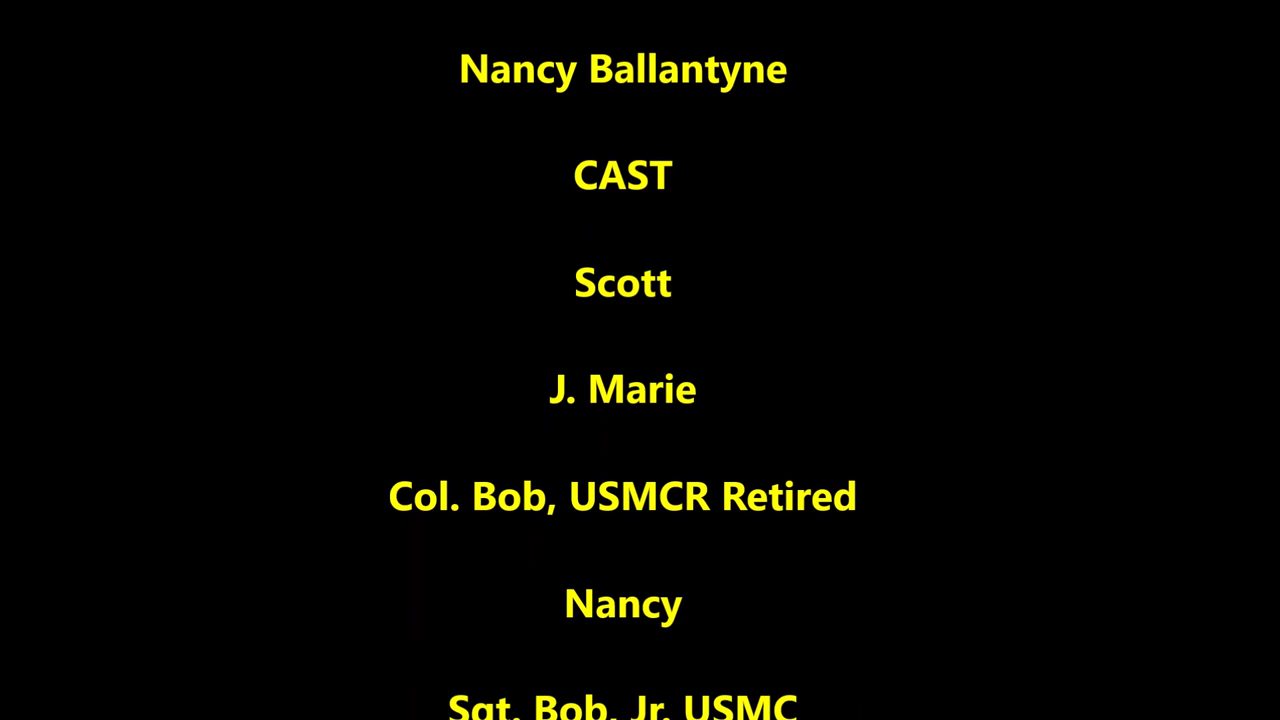 Nancy Ballantyne
CAST
Scott
J. Marie
Col. Bob, USMCR Retired
Nancy
Sgt. Bob, Jr. USMC